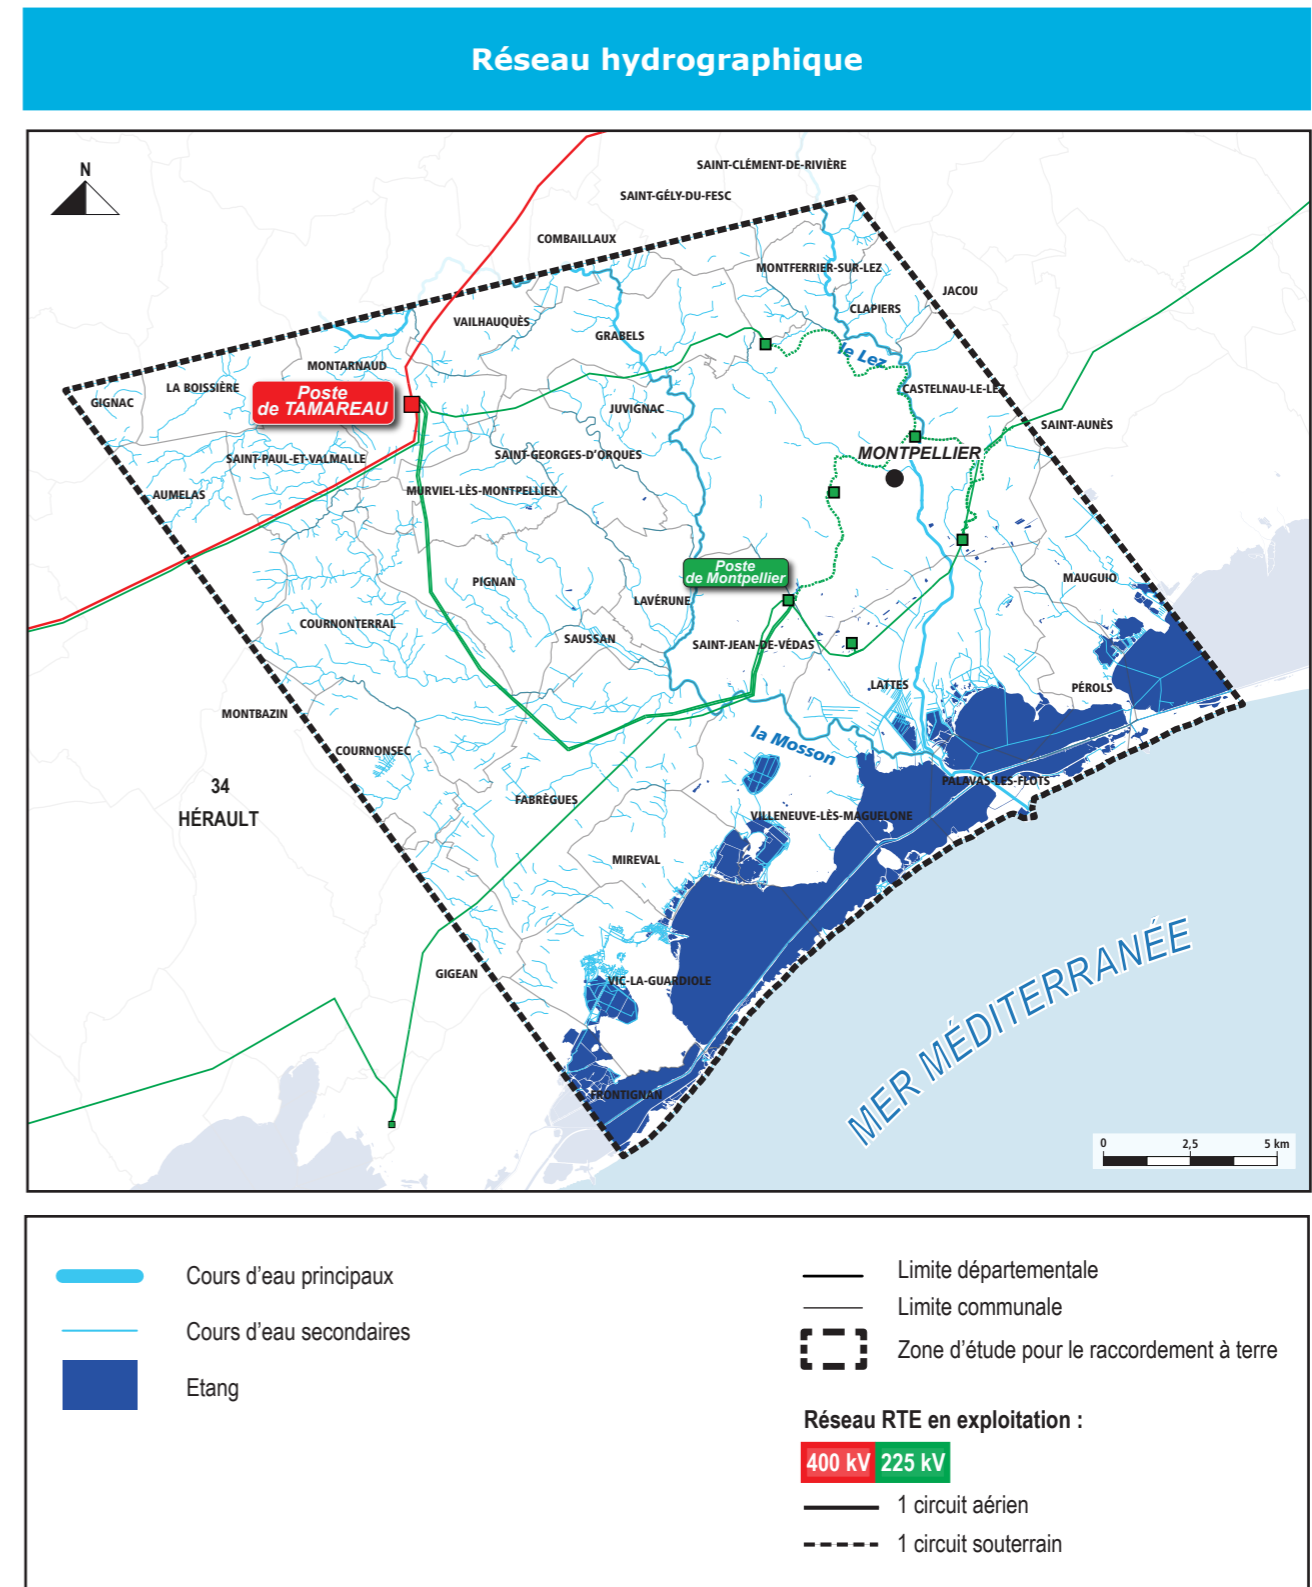 Réseau hydrographique
N
SAINT-CLÉMENT-DE-RIVIÈRE
SAINT-GÉLY-DU-FESC
COMBAILLAUX
MONTFERRIER-SUR-LEZ
JACOU
CLAPIERS
VAILHAUQUÈS
GRABELS
le Lez
MONTARNAUD
LA BOISSIÈRE
CASTELNAU-LE-LEZ
GIGNAC
Poste
de TAMAREAU
JUVIGNAC
SAINT-AUNÈS
SAINT-PAUL-ET-VALMALLE
SAINT-GEORGES-D'ORQUES
MONTPELLIER
AUMELAS
MURVIEL-LÈS-MONTPELLIER
Poste
de Montpellier
PIGNAN
MAUGUIO
LAVÉRUNE
COURNONTERRAL
SAUSSAN
SAINT-JEAN-DE-VÉDAS
LATTES
PÉROLS
MONTBAZIN
la Mosson
COURNONSEC
PALAVAS-LES-FLOTS
34
HÉRAULT
FABRÈGUES
VILLENEUVE-LÈS-MAGUELONE
MIREVAL
GIGEAN
VIC-LA-GUARDIOLE
MER MÉDITERRANÉE
FRONTIGNAN
0 2,5 5 km
Cours d'eau principaux
Cours d'eau secondaires
Etang
Limite départementale
Limite communale
Zone d'étude pour le raccordement à terre
Réseau RTE en exploitation :
400 kV 225 kV
1 circuit aérien
1 circuit souterrain